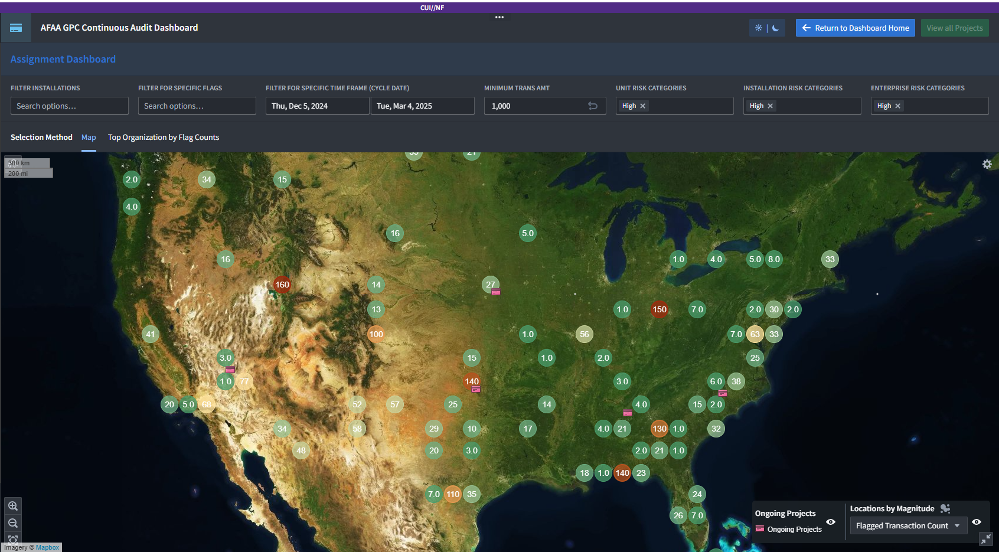 CUI//NF
AFAA GPC Continuous Audit Dashboard
Return to Dashboard Home
View all Projects
Assignment Dashboard
FILTER INSTALLATIONS FILTER FOR SPECIFIC FLAGS FILTER FOR SPECIFIC TIME FRAME (CYCLE DATE) MINIMUM TRANS AMT UNIT RISK CATEGORIES INSTALLATION RISK CATEGORIES ENTERPRISE RISK CATEGORIES
Search options... Search options... Thu, Dec 5, 2024 Tue, Mar 4, 2025 1,000 High High High
Selection Method Map Top Organization by Flag Counts
21
300 km
200 mi
2.0 34 15
4.0
16 5.0
16 1.0 4.0 5.0 8.0 33
160 14 27
13 1.0 150 7.0 2.0 30 2.0
41 100 1.0 56 7.0 63 33
3.0 15 1.0 2.0 25
1.0 77 140 3.0 6.0 38
20 5.0 68 52 57 25 14 4.0 15 2.0
34 58 29 10 17 4.0 21 130 1.0 32
48 20 3.0 2.0 21 1.0
18 1.0 140 23
7.0 110 35 24
26 7.0
Ongoing Projects
Ongoing Projects
Locations by Magnitude
Flagged Transaction Count
Imagery © Mapbox